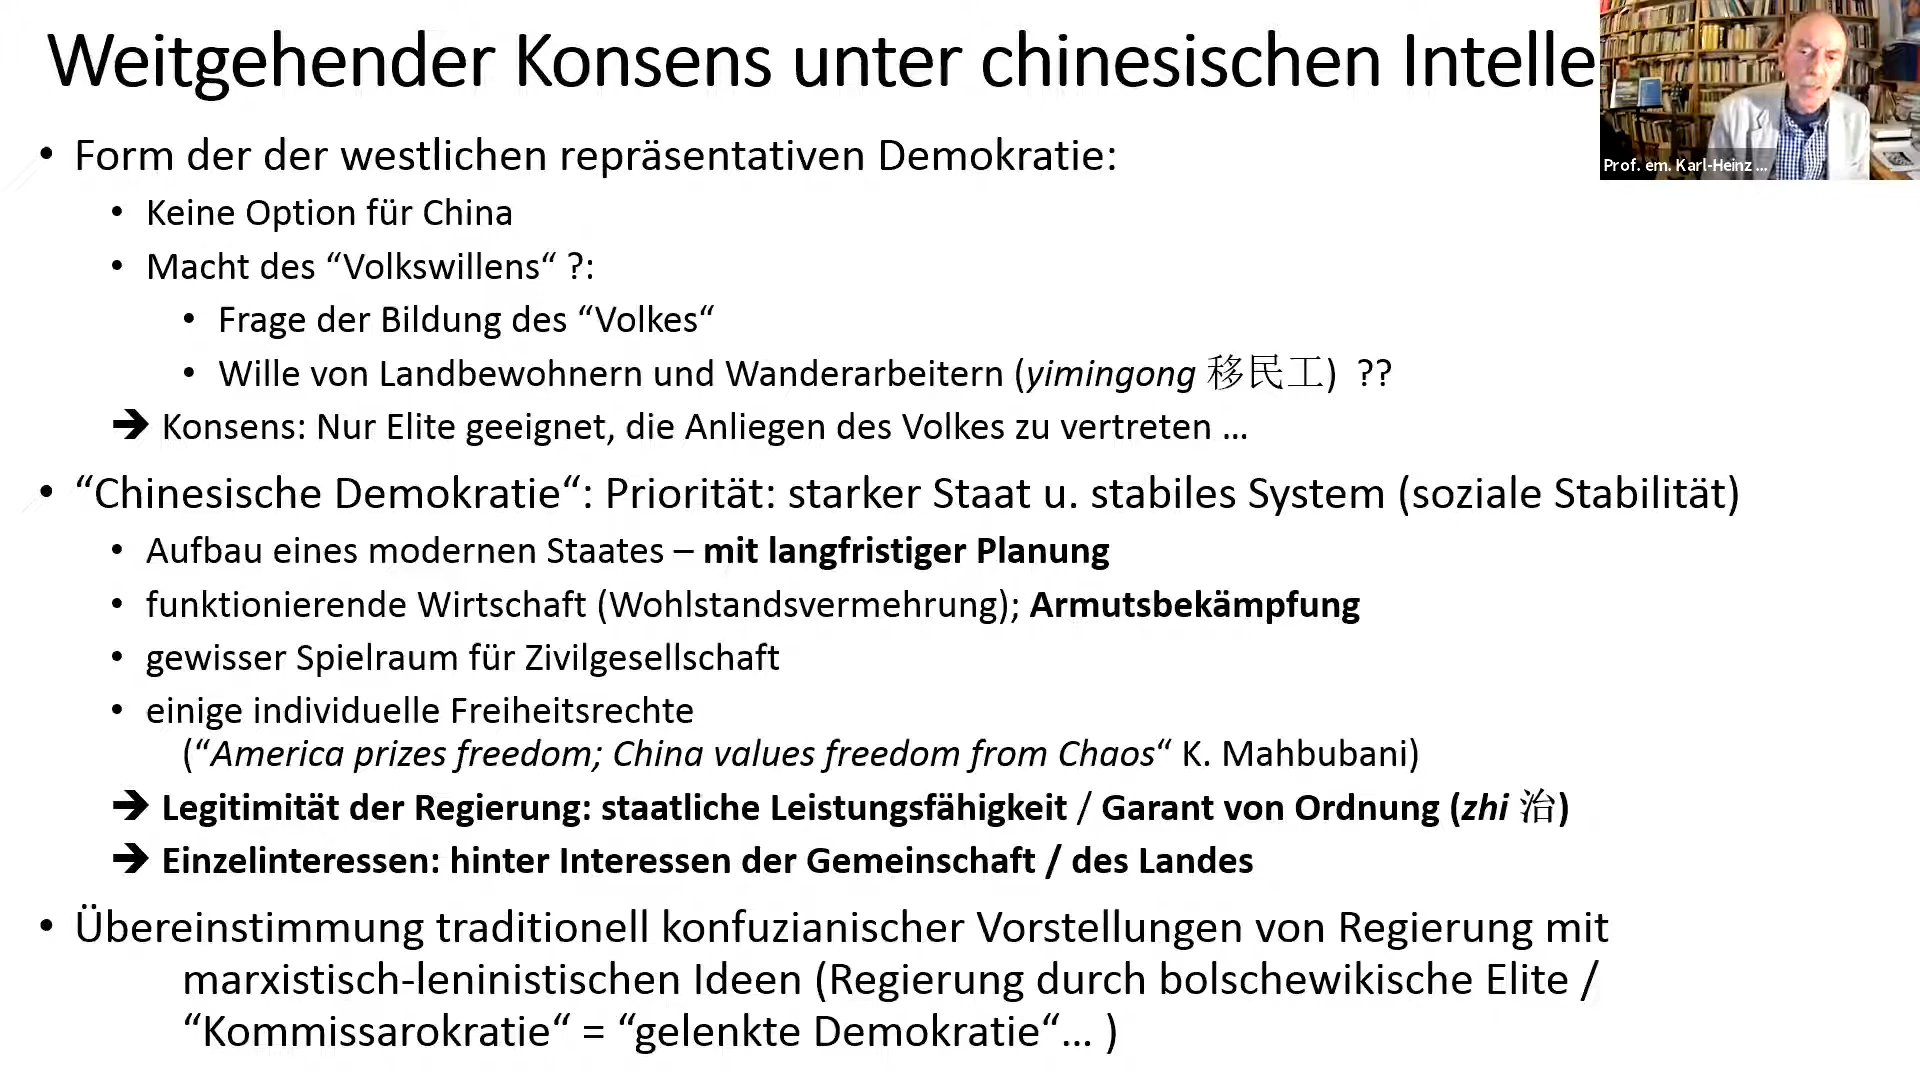 Weitgehender Konsens unter chinesischen Intelle
Prof. em. Karl-Heinz ...
• Form der der westlichen repräsentativen Demokratie:
• Keine Option für China
• Macht des “Volkswillens“ ?:
• Frage der Bildung des “Volkes“
• Wille von Landbewohnern und Wanderarbeitern (yimingong 移民工) ??
➔ Konsens: Nur Elite geeignet, die Anliegen des Volkes zu vertreten …
• “Chinesische Demokratie“: Priorität: starker Staat u. stabiles System (soziale Stabilität)
• Aufbau eines modernen Staates – mit langfristiger Planung
• funktionierende Wirtschaft (Wohlstandsvermehrung); Armutsbekämpfung
• gewisser Spielraum für Zivilgesellschaft
• einige individuelle Freiheitsrechte
(“America prizes freedom; China values freedom from Chaos“ K. Mahbubani)
➔ Legitimität der Regierung: staatliche Leistungsfähigkeit / Garant von Ordnung (zhi 治)
➔ Einzelinteressen: hinter Interessen der Gemeinschaft / des Landes
• Übereinstimmung traditionell konfuzianischer Vorstellungen von Regierung mit
marxistisch-leninistischen Ideen (Regierung durch bolschewikische Elite /
“Kommissarokratie“ = “gelenkte Demokratie“… )